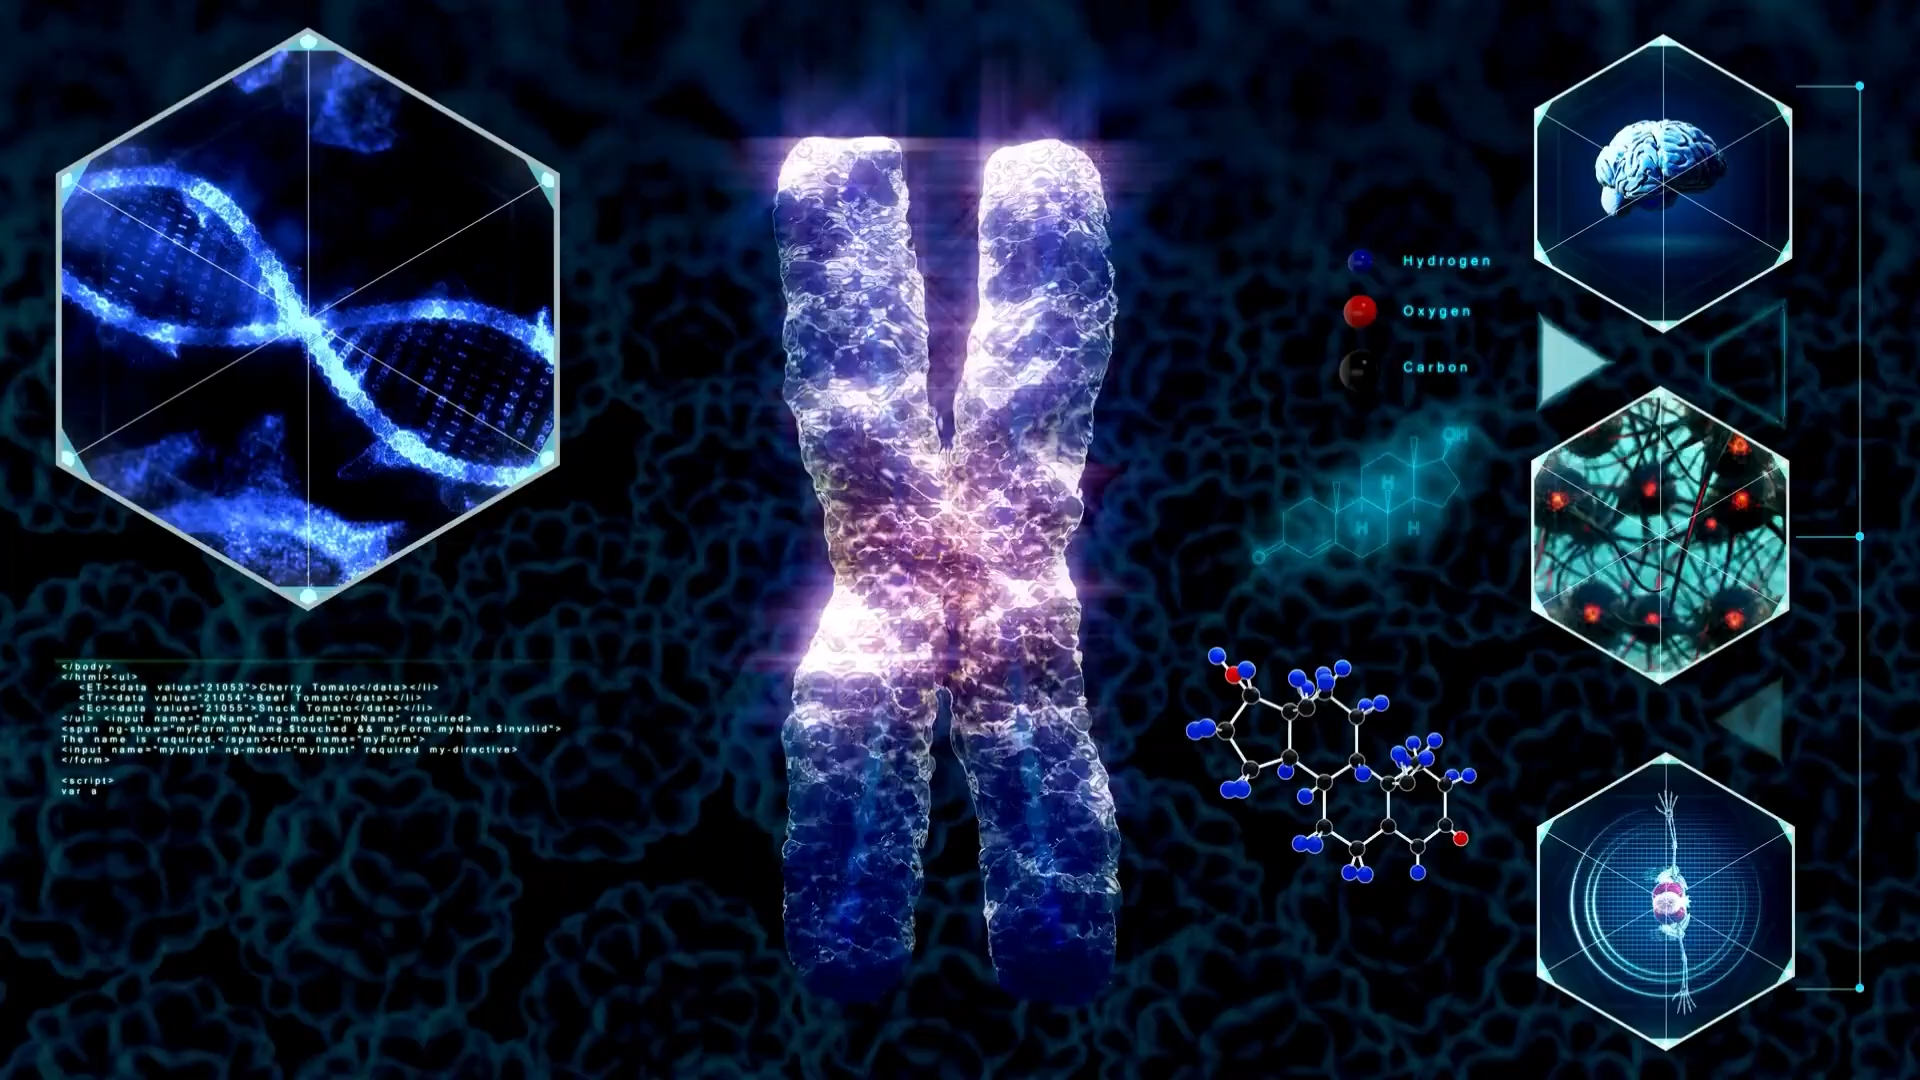 Hydrogen
Oxygen
Carbon
OH
H
H
H
O
</body>
</html><ul>
<ET><data value="21053">Cherry Tomato</data></li>
<Tr><data value="21054">Beef Tomato</data></li>
<Ec><data value="21055">Snack Tomato</data></li>
</ul> <input name="myName" ng-model="myName" required>
<span ng-show="myForm.myName.$touched && myForm.myName.$invalid">
The name is required.</span><form name="myForm">
<input name="myInput" ng-model="myInput" required my-directive>
</form>
<script>
var a